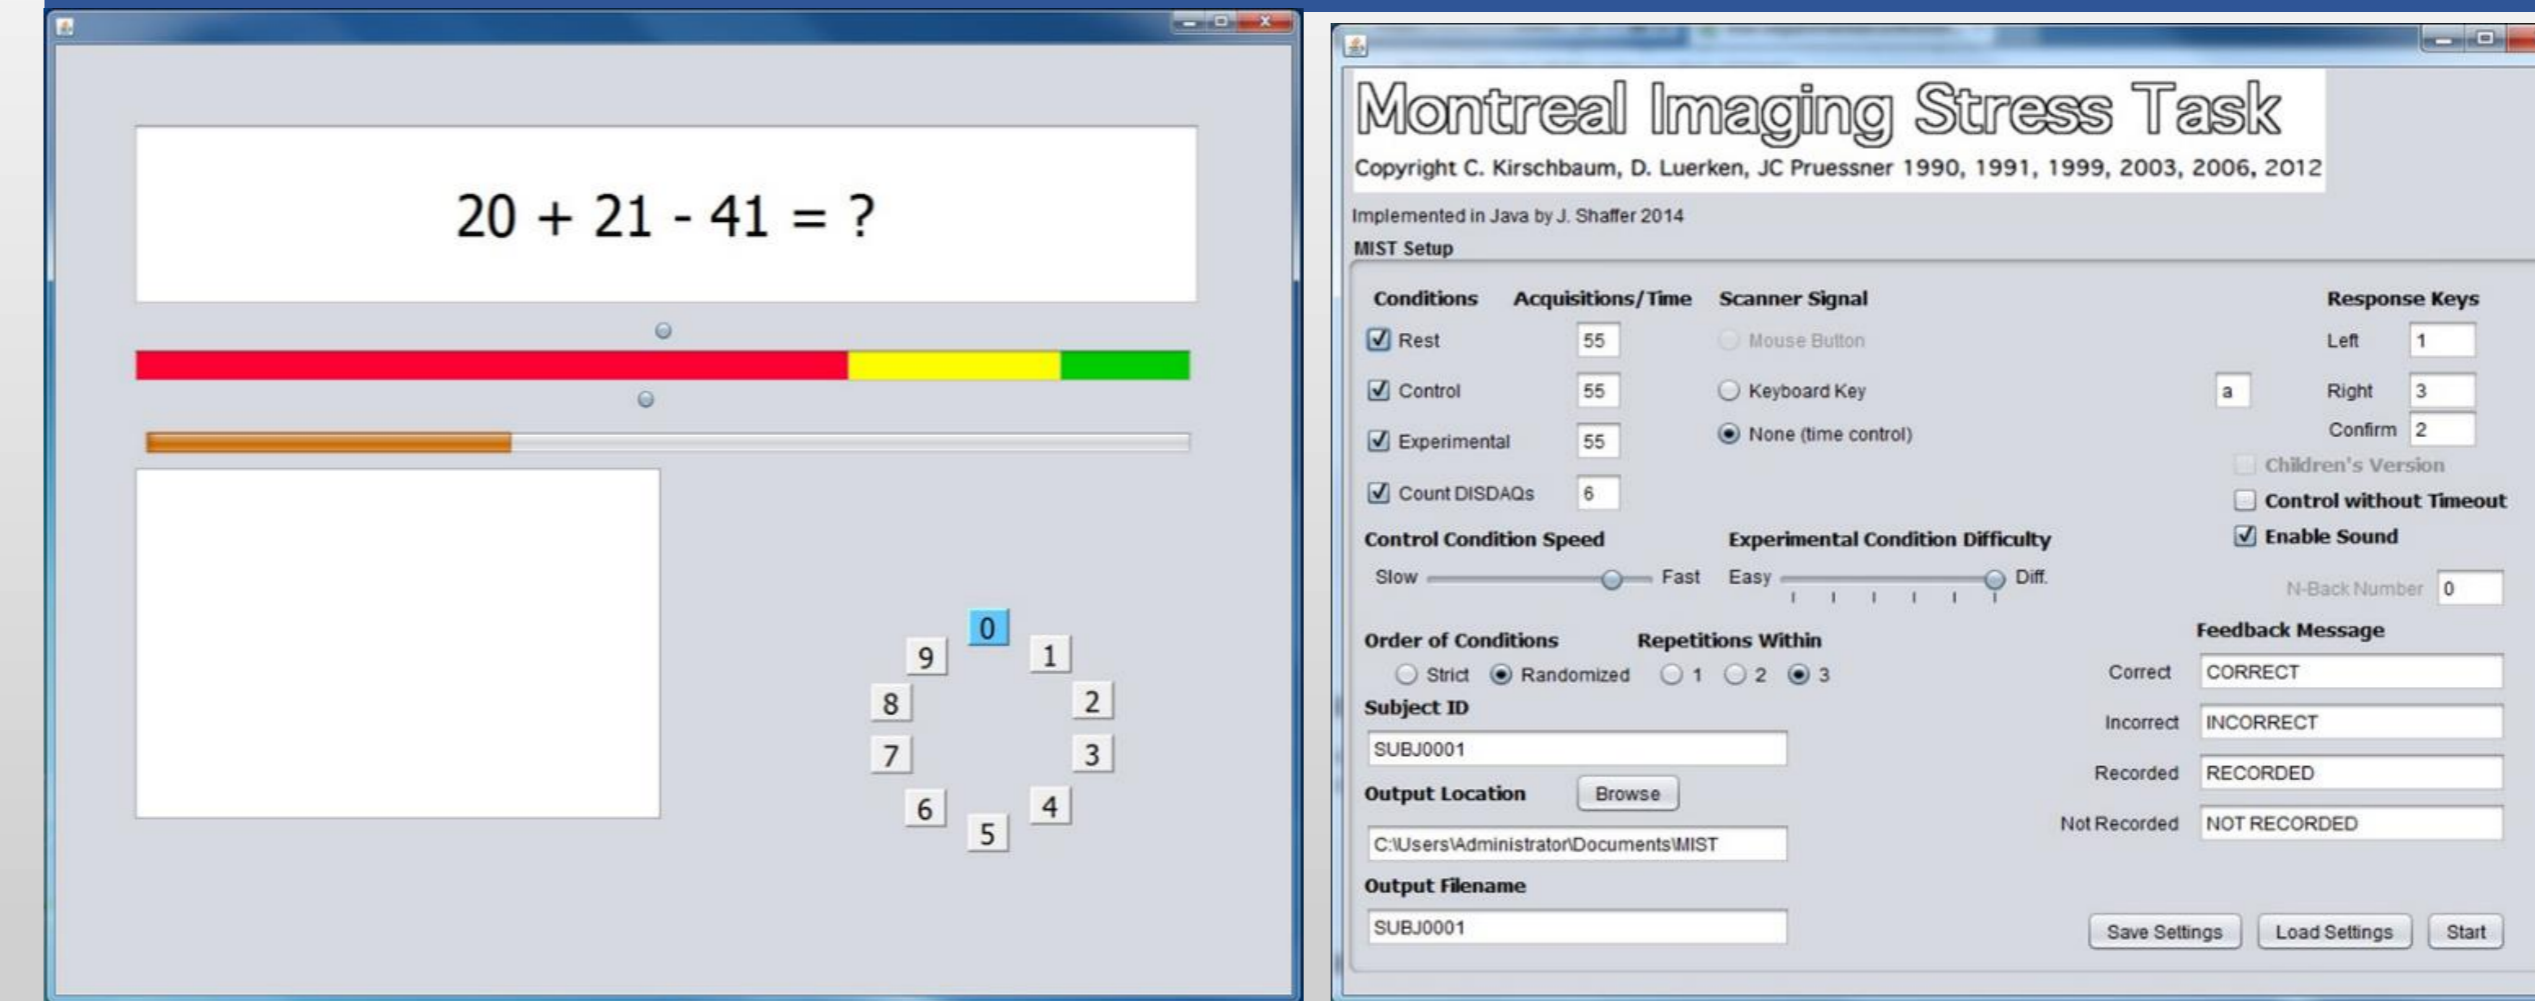 20 + 21 - 41 = ?
0
9
1
8
2
7
3
6
4
5
Montreal Imaging Stress Task
Copyright C. Kirschbaum, D. Luerken, JC Pruessner 1990, 1991, 1999, 2003, 2006, 2012
Implemented in Java by J. Shaffer 2014
MIST Setup
Conditions Acquisitions/Time Scanner Signal Response Keys
Rest 55 Mouse Button Left 1
Control 55 Keyboard Key a Right 3
Experimental 55 None (time control) Confirm 2
Children's Version
Count DISDAQs 6 Control without Timeout
Control Condition Speed Experimental Condition Difficulty Enable Sound
Slow Fast Easy Diff.
N-Back Number 0
Order of Conditions Repetitions Within Feedback Message
Strict Randomized 1 2 3 Correct CORRECT
Subject ID
Incorrect INCORRECT
SUBJ0001
Recorded RECORDED
Output Location Browse
Not Recorded NOT RECORDED
C:\Users\Administrator\Documents\MIST
Output Filename
SUBJ0001
Save Settings Load Settings Start